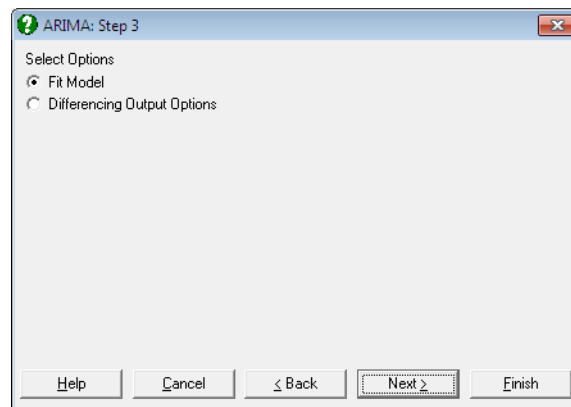 ARIMA: Step 3
Select Options
Fit Model
Differencing Output Options
Help Cancel < Back Next > Finish